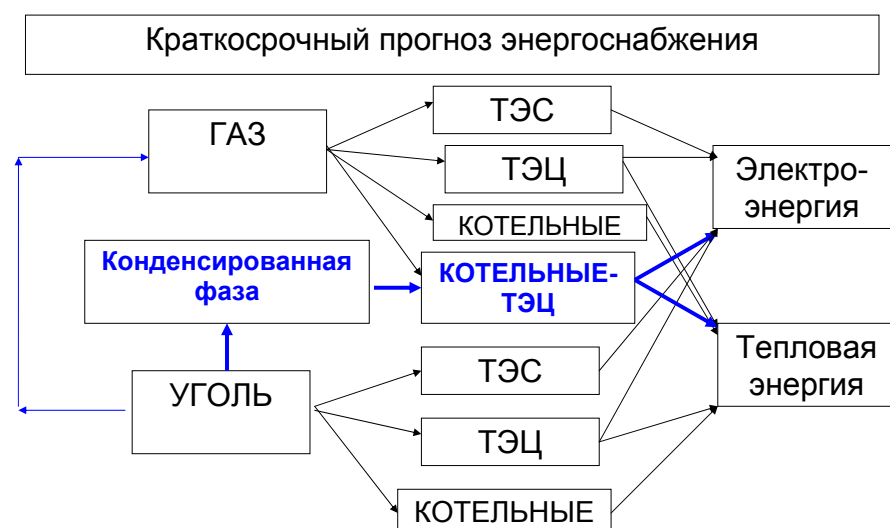 Краткосрочный прогноз энергоснабжения
ГАЗ
ТЭС
ТЭЦ
КОТЕЛЬНЫЕ
Электро-
энергия
Конденсированная
фаза
КОТЕЛЬНЫЕ-
ТЭЦ
УГОЛЬ
ТЭС
ТЭЦ
КОТЕЛЬНЫЕ
Тепловая
энергия